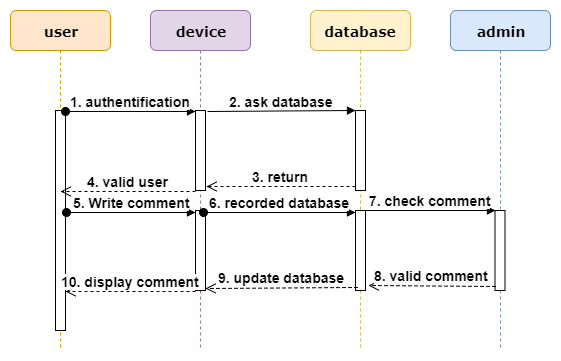 user
device
database
admin
1. authentification
2. ask database
3. return
4. valid user
5. Write comment
6. recorded database
7. check comment
8. valid comment
9. update database
10. display comment